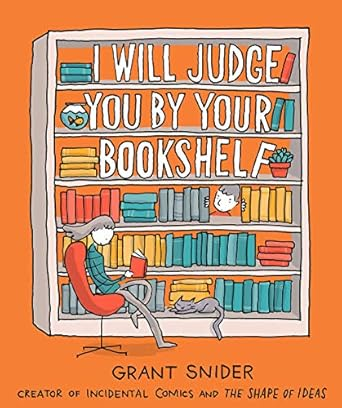 I WILL JUDGE
YOU BY YOUR
BOOKSHELF
GRANT SNIDER
CREATOR OF INCIDENTAL COMICS AND THE SHAPE OF IDEAS